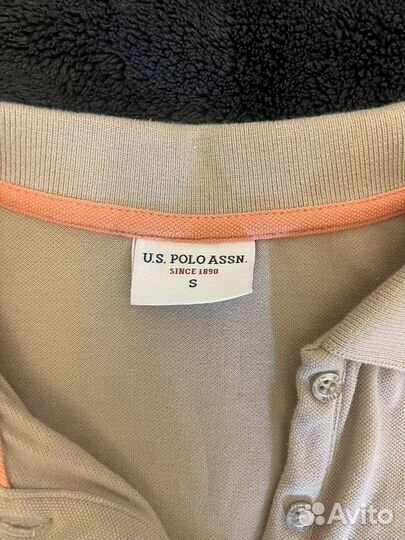 U.S. POLO ASSN.
SINCE 1890
S
Avito